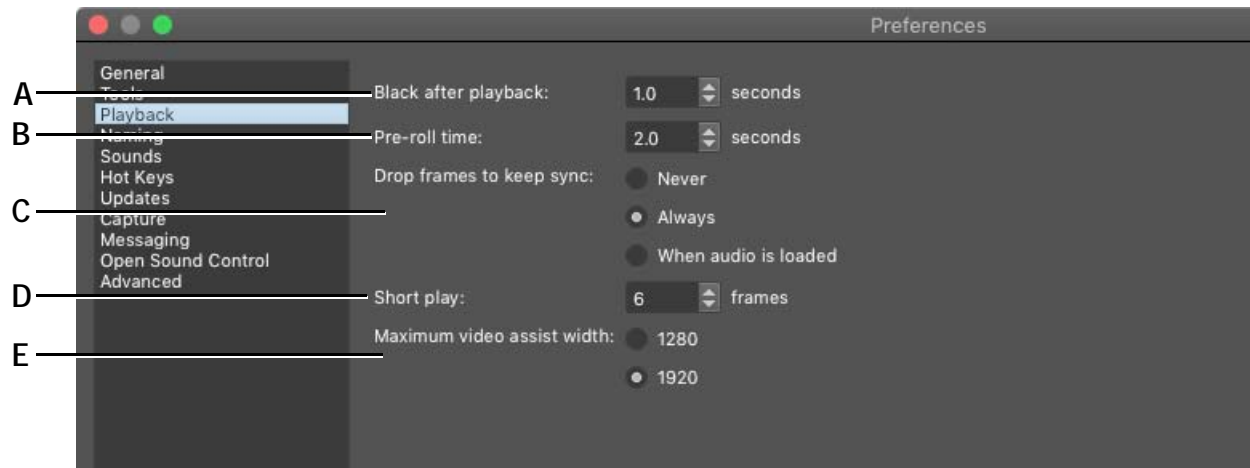 Preferences
General
Tools
Playback
Naming
Sounds
Hot Keys
Updates
Capture
Messaging
Open Sound Control
Advanced
A
B
C
D
E
Black after playback: 1.0 seconds
Pre-roll time: 2.0 seconds
Drop frames to keep sync: Never
Always
When audio is loaded
Short play: 6 frames
Maximum video assist width: 1280
1920